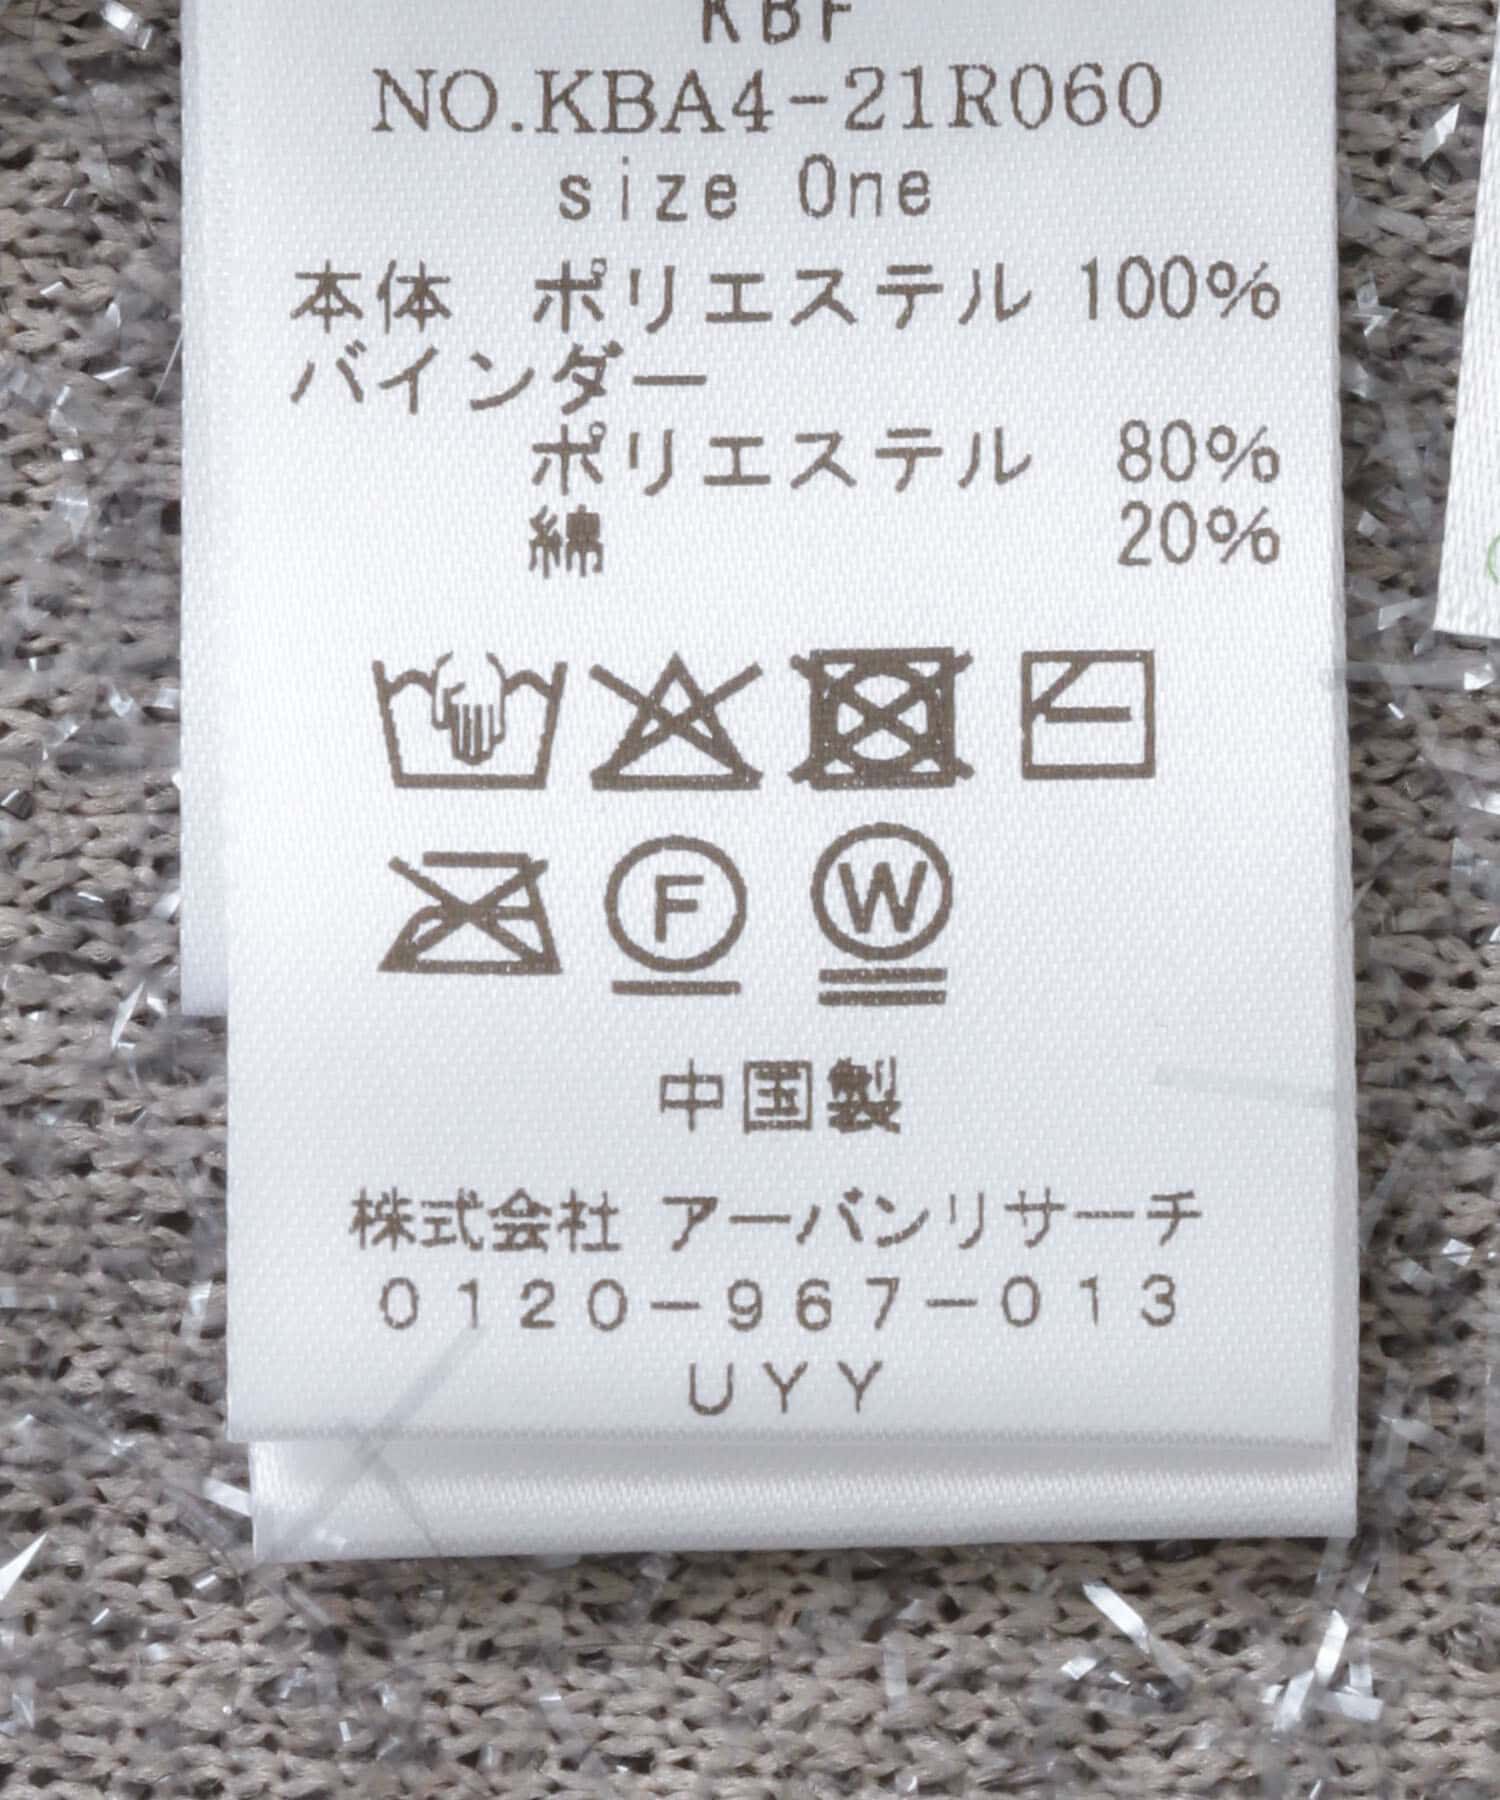 KBF
NO.KBA4-21R060
size One
本体 ポリエステル 100%
バインダー
ポリエステル 80%
綿 20%
F W
中国製
株式会社 アーバンリサーチ
0120-967-013
UYY